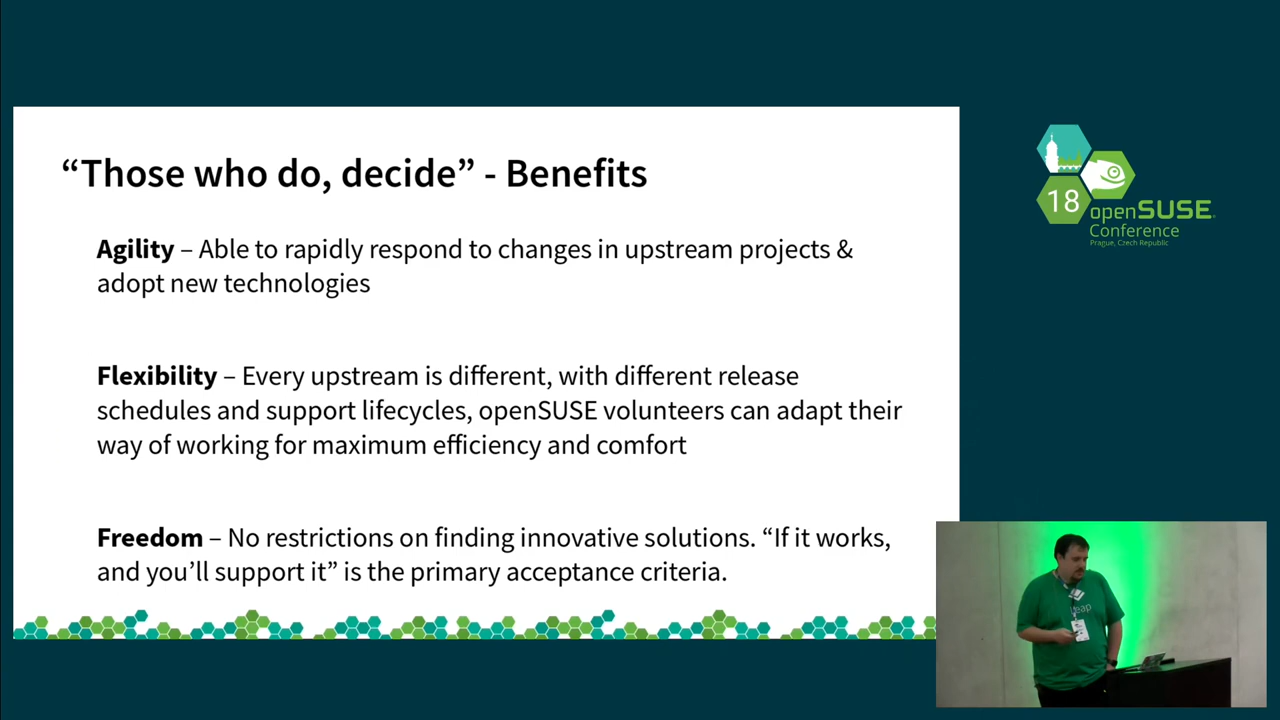 “Those who do, decide” - Benefits
Agility – Able to rapidly respond to changes in upstream projects &
adopt new technologies
Flexibility – Every upstream is different, with different release
schedules and support lifecycles, openSUSE volunteers can adapt their
way of working for maximum efficiency and comfort
Freedom – No restrictions on finding innovative solutions. “If it works,
and you’ll support it” is the primary acceptance criteria.
18
openSUSE
Conference
Prague, Czech Republic
eap